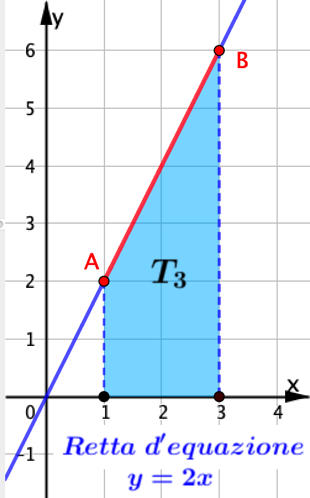 y
6
B
5
4
3
A
T₃
2
1
x
0 1 2 3 4
Retta d'equazione
-1
y = 2x